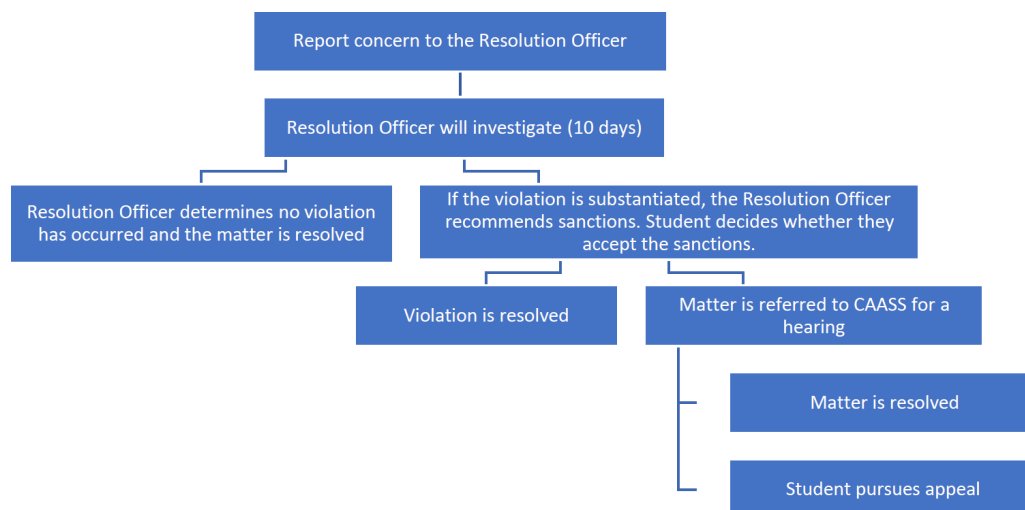 Report concern to the Resolution Officer
Resolution Officer will investigate (10 days)
Resolution Officer determines no violation
has occurred and the matter is resolved
If the violation is substantiated, the Resolution Officer
recommends sanctions. Student decides whether they
accept the sanctions.
Violation is resolved
Matter is referred to CAASS for a
hearing
Matter is resolved
Student pursues appeal